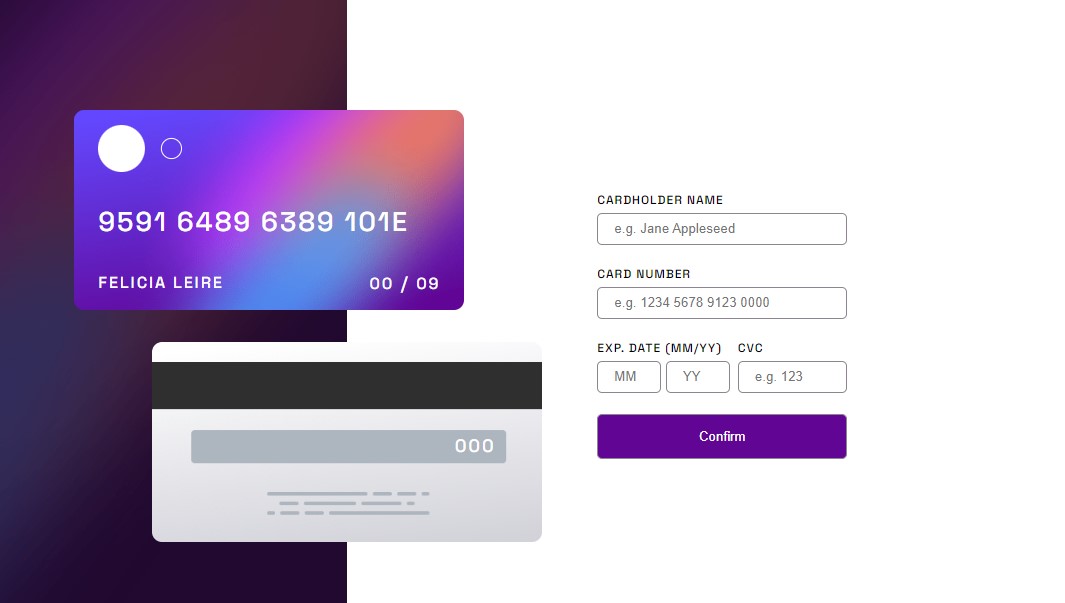 9591 6489 6389 101E
FELICIA LEIRE
00 / 09
000
CARDHOLDER NAME
e.g. Jane Appleseed
CARD NUMBER
e.g. 1234 5678 9123 0000
EXP. DATE (MM/YY) CVC
MM YY e.g. 123
Confirm